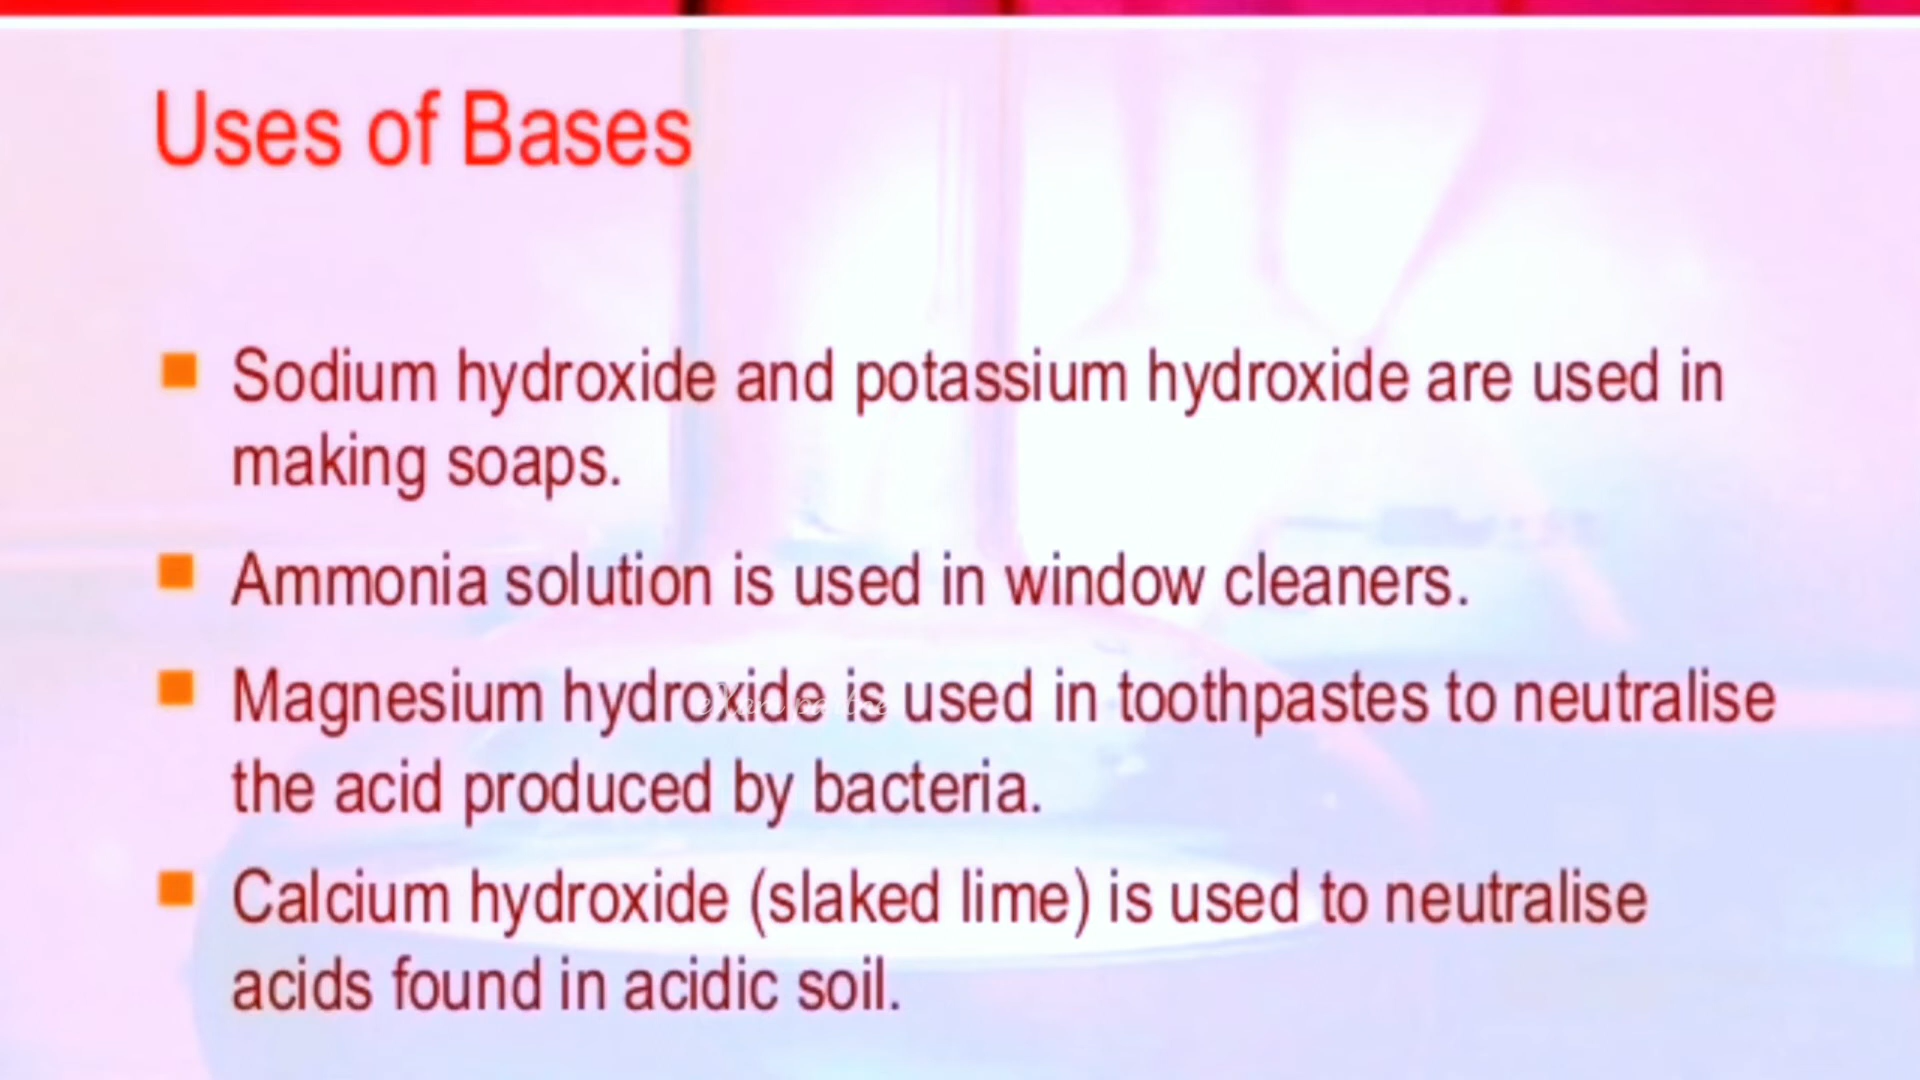 Uses of Bases
Sodium hydroxide and potassium hydroxide are used in
making soaps.
Ammonia solution is used in window cleaners.
Magnesium hydroxide is used in toothpastes to neutralise
the acid produced by bacteria.
Calcium hydroxide (slaked lime) is used to neutralise
acids found in acidic soil.